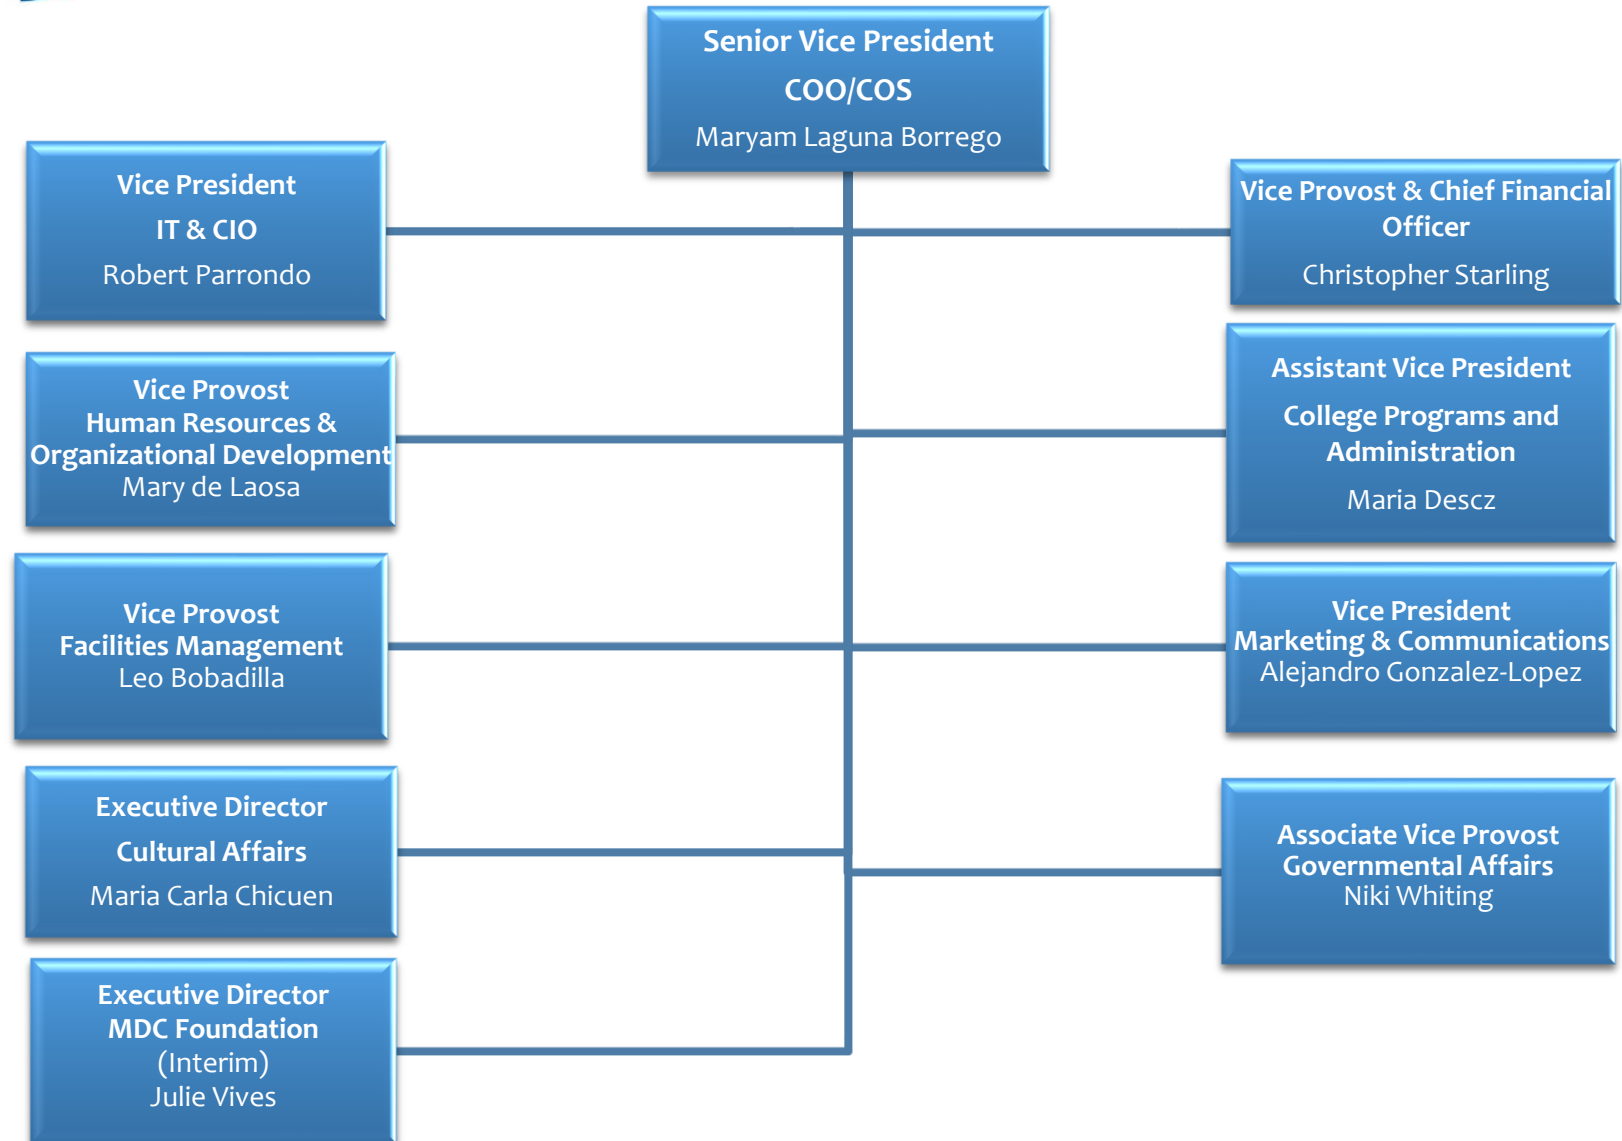 Senior Vice President
COO/COS
Maryam Laguna Borrego
Vice President
IT & CIO
Robert Parrondo
Vice Provost & Chief Financial
Officer
Christopher Starling
Vice Provost
Human Resources &
Organizational Development
Mary de Laosa
Assistant Vice President
College Programs and
Administration
Maria Descz
Vice Provost
Facilities Management
Leo Bobadilla
Vice President
Marketing & Communications
Alejandro Gonzalez-Lopez
Executive Director
Cultural Affairs
Maria Carla Chicuen
Associate Vice Provost
Governmental Affairs
Niki Whiting
Executive Director
MDC Foundation
(Interim)
Julie Vives